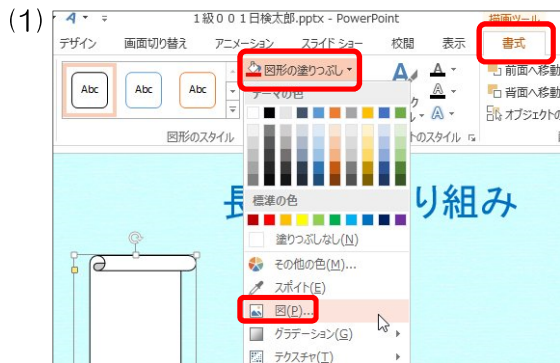 (1)
1級００１日検太郎.pptx - PowerPoint
描画ツール
デザイン 画面切り替え アニメーション スライド ショー 校閲 表示 書式
Abc Abc Abc
図形の塗りつぶし
テーマの色
A A
前面へ移動
背面へ移動
オブジェクトの
図形のスタイル
トのスタイル
標準の色
り組み
塗りつぶしなし(N)
その他の色(M)...
スポイト(E)
図(P)...
グラデーション(G)
テクスチャ(T)